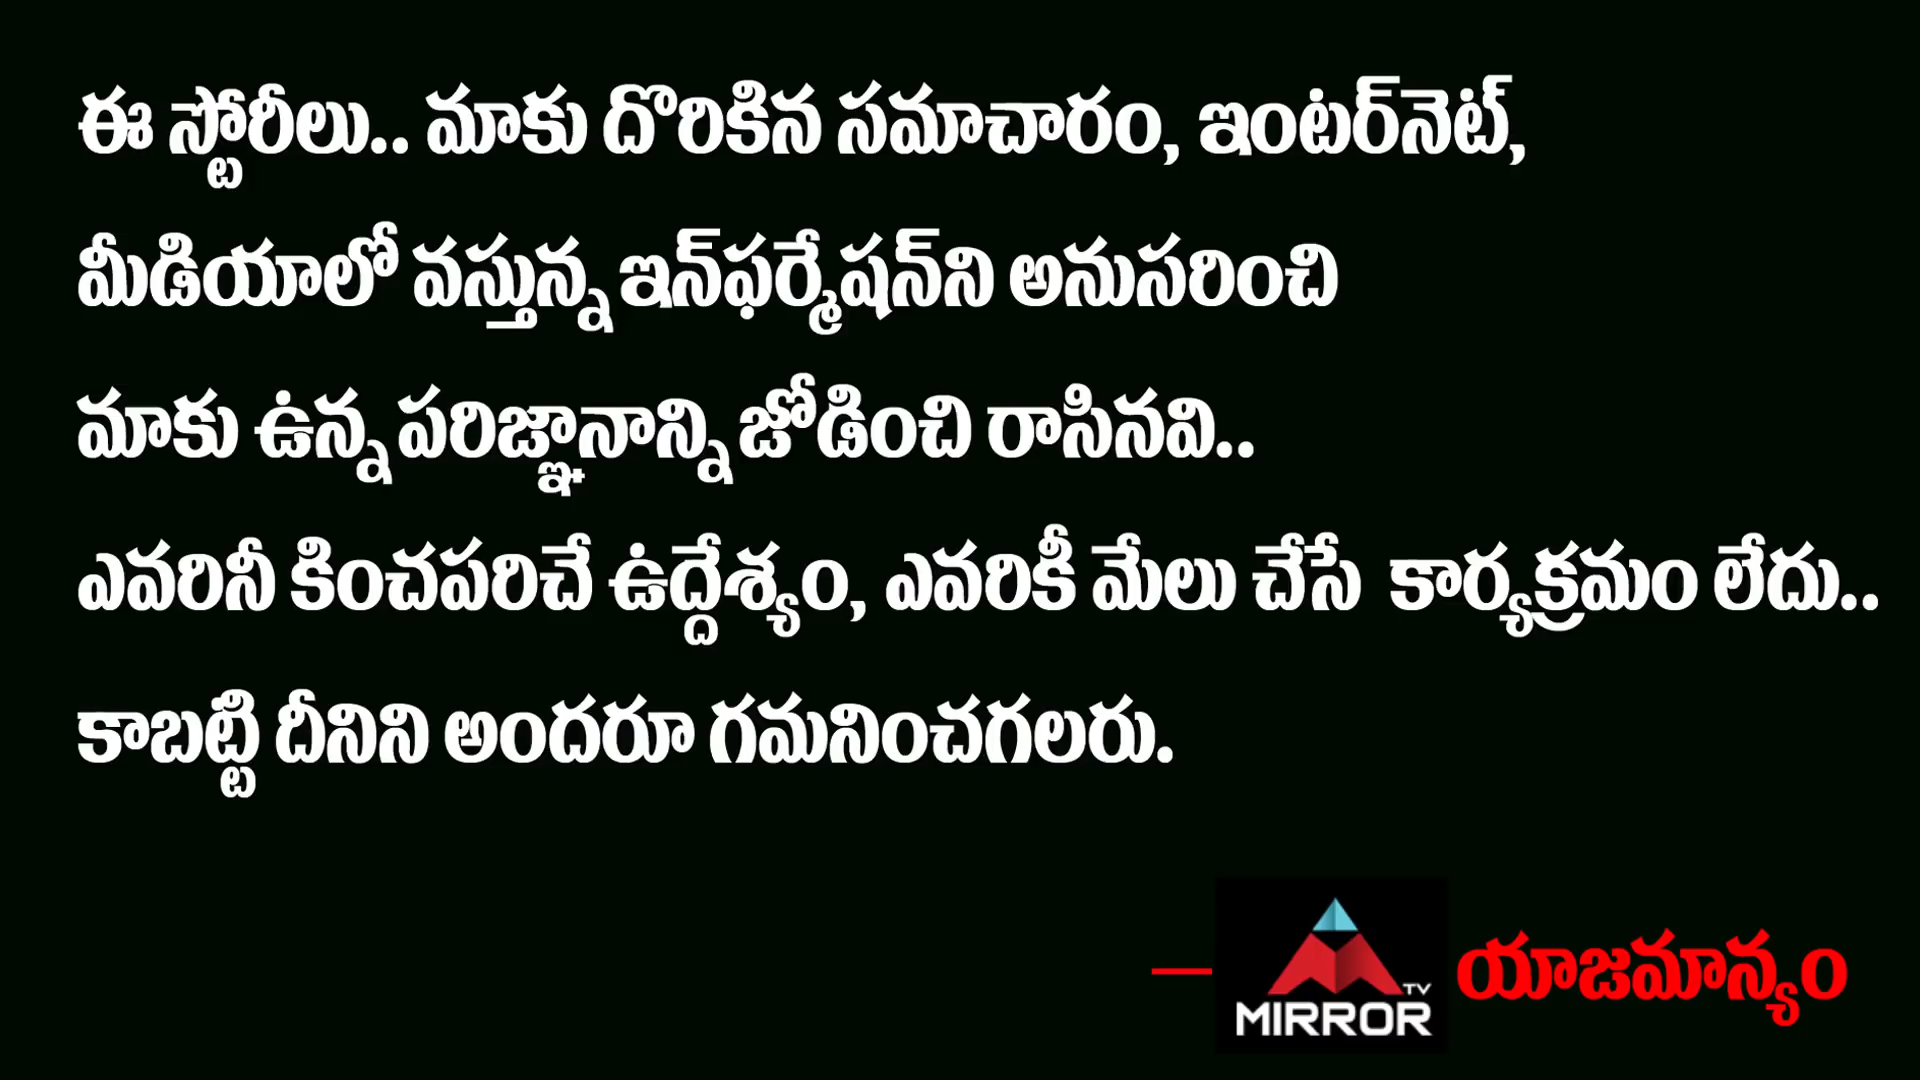 ఈ స్టోరీలు.. మాకు దొరికిన సమాచారం, ఇంటర్‌నెట్,
మీడియాలో వస్తున్న ఇన్‌ఫర్మేషన్‌ని అనుసరించి
మాకు ఉన్న పరిజ్ఞానాన్ని జోడించి రాసినవి..
ఎవరినీ కించపరిచే ఉద్దేశ్యం, ఎవరికీ మేలు చేసే కార్యక్రమం లేదు..
కాబట్టి దీనిని అందరూ గమనించగలరు.
— MIRROR TV యాజమాన్యం